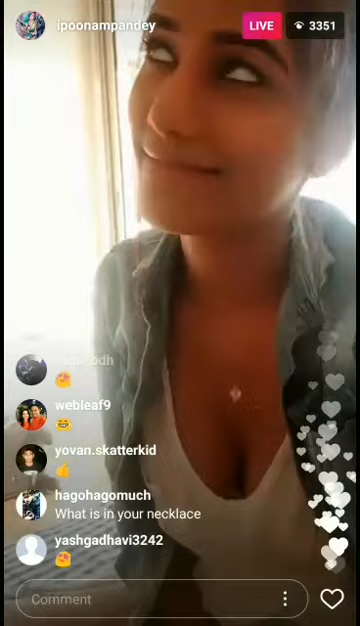 ipoonampandey
LIVE
3351
webleaf9
yovan.skatterkid
hagohagomuch
What is in your necklace
yashgadhavi3242
Comment